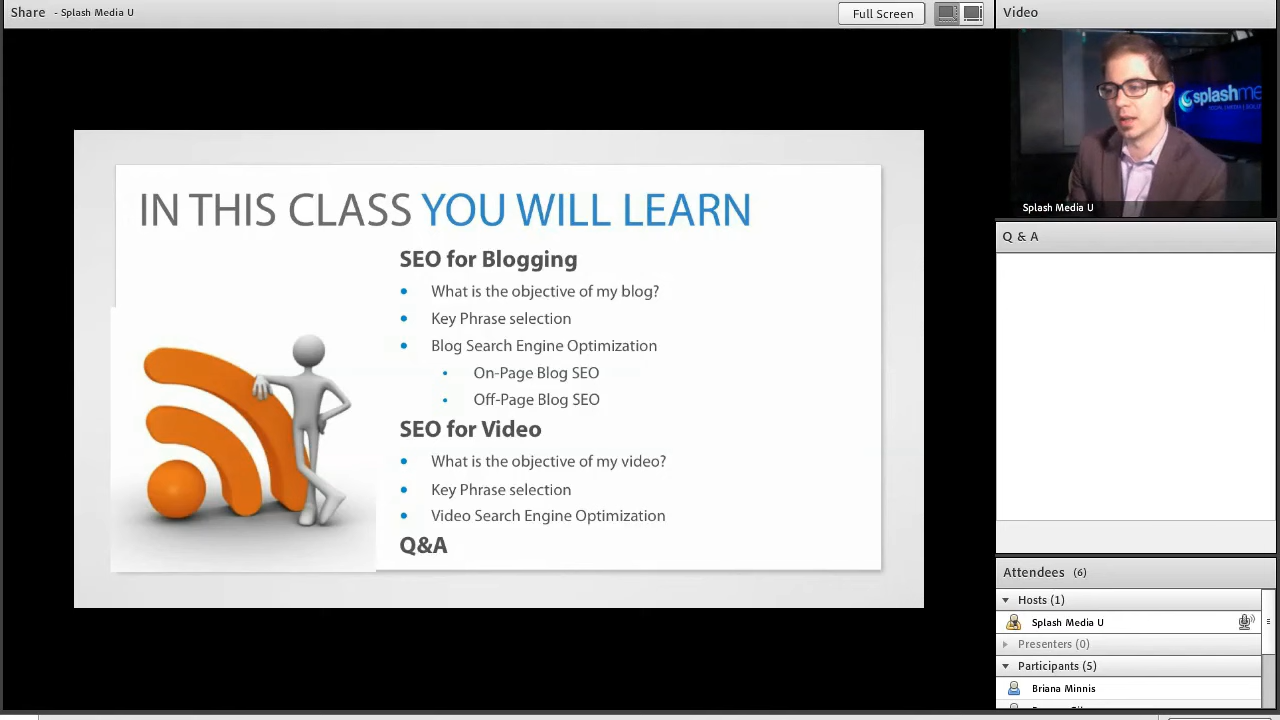 Share - Splash Media U
Full Screen
Video
splashme
Splash Media U
IN THIS CLASS YOU WILL LEARN
SEO for Blogging
• What is the objective of my blog?
• Key Phrase selection
• Blog Search Engine Optimization
• On-Page Blog SEO
• Off-Page Blog SEO
SEO for Video
• What is the objective of my video?
• Key Phrase selection
• Video Search Engine Optimization
Q&A
Q & A
Attendees (6)
Hosts (1)
Splash Media U
Presenters (0)
Participants (5)
Briana Minnis